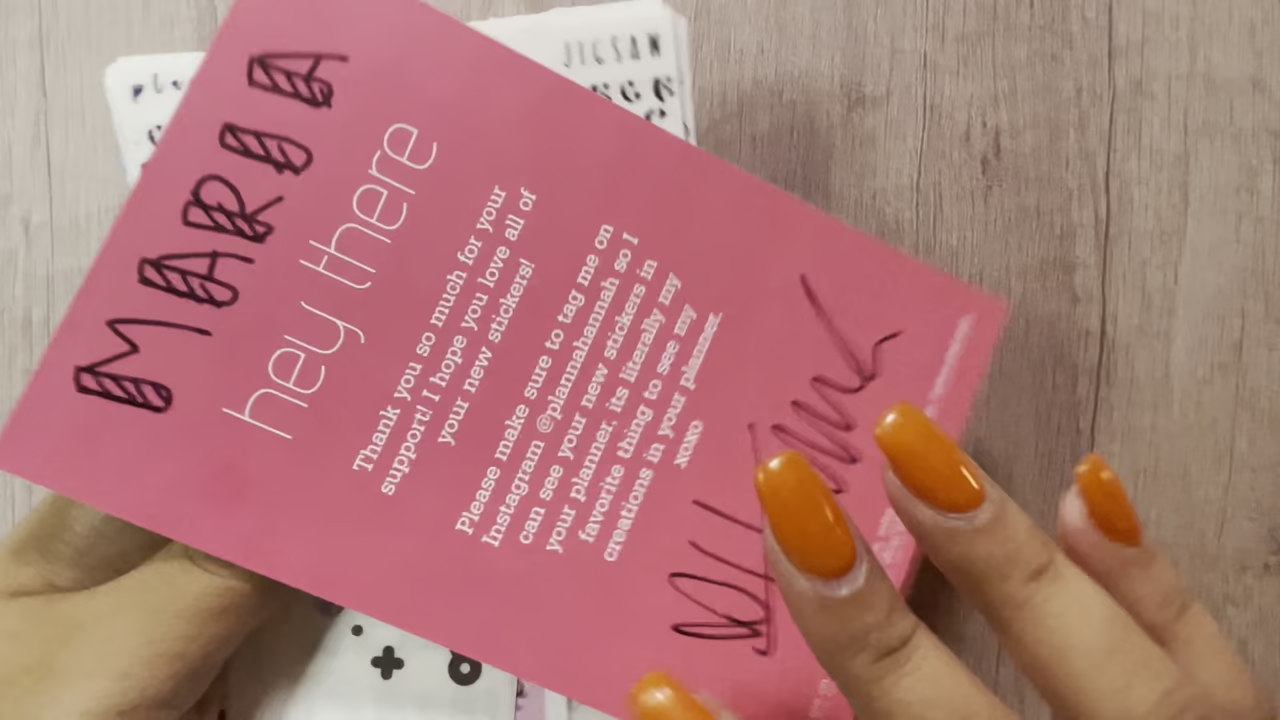 MARIA
hey there
Thank you so much for your
support! I hope you love all of
your new stickers!
Please make sure to tag me on
Instagram @plannahannah so I
can see your new stickers in
your planner, its literally my
favorite thing to see my
creations in your planner.
xoxo
JIGSAW